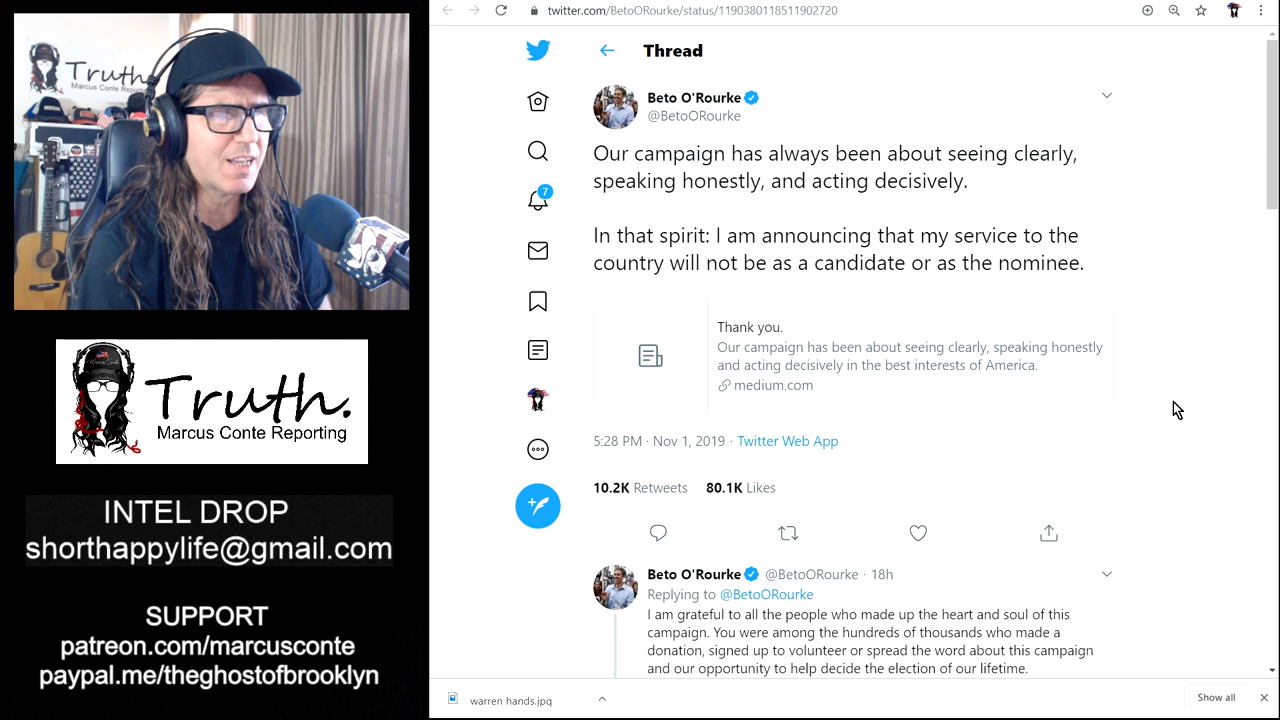 Truth.
Marcus Conte Reporting
Truth.
Marcus Conte Reporting
INTEL DROP
shorthappylife@gmail.com
SUPPORT
patreon.com/marcusconte
paypal.me/theghostofbrooklyn
twitter.com/BetoORourke/status/1190380118511902720
Thread
Beto O'Rourke
@BetoORourke
Our campaign has always been about seeing clearly,
speaking honestly, and acting decisively.
In that spirit: I am announcing that my service to the
country will not be as a candidate or as the nominee.
Thank you.
Our campaign has been about seeing clearly, speaking honestly
and acting decisively in the best interests of America.
medium.com
5:28 PM · Nov 1, 2019 · Twitter Web App
10.2K Retweets 80.1K Likes
7
Beto O'Rourke @BetoORourke · 18h
Replying to @BetoORourke
I am grateful to all the people who made up the heart and soul of this
campaign. You were among the hundreds of thousands who made a
donation, signed up to volunteer or spread the word about this campaign
and our opportunity to help decide the election of our lifetime.
warren hands.jpg
Show all